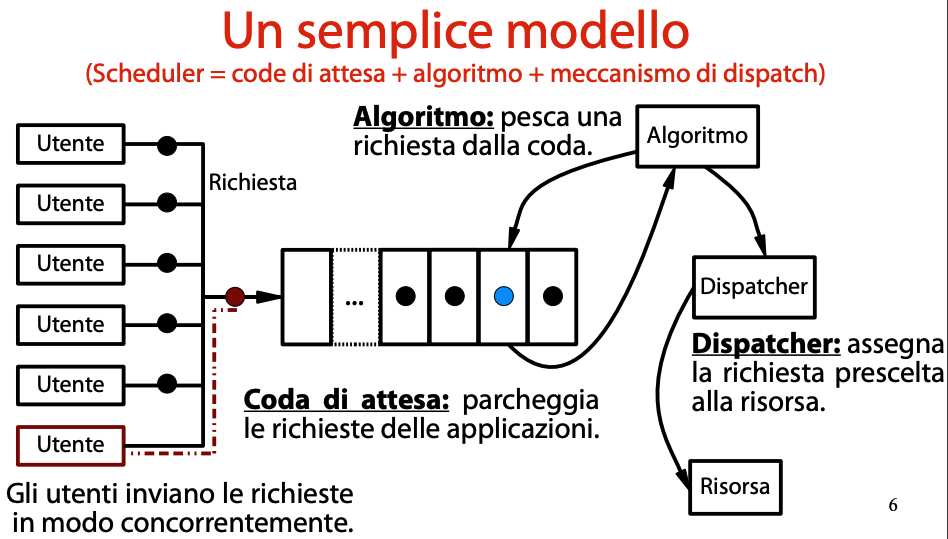 Un semplice modello
(Scheduler = code di attesa + algoritmo + meccanismo di dispatch)
Algoritmo: pesca una
richiesta dalla coda.
Algoritmo
Utente
Richiesta
Utente
Utente
Utente
Utente
Utente
...
Dispatcher
Dispatcher: assegna
la richiesta prescelta
alla risorsa.
Coda di attesa: parcheggia
le richieste delle applicazioni.
Risorsa
Gli utenti inviano le richieste
in modo concorrentemente.
6